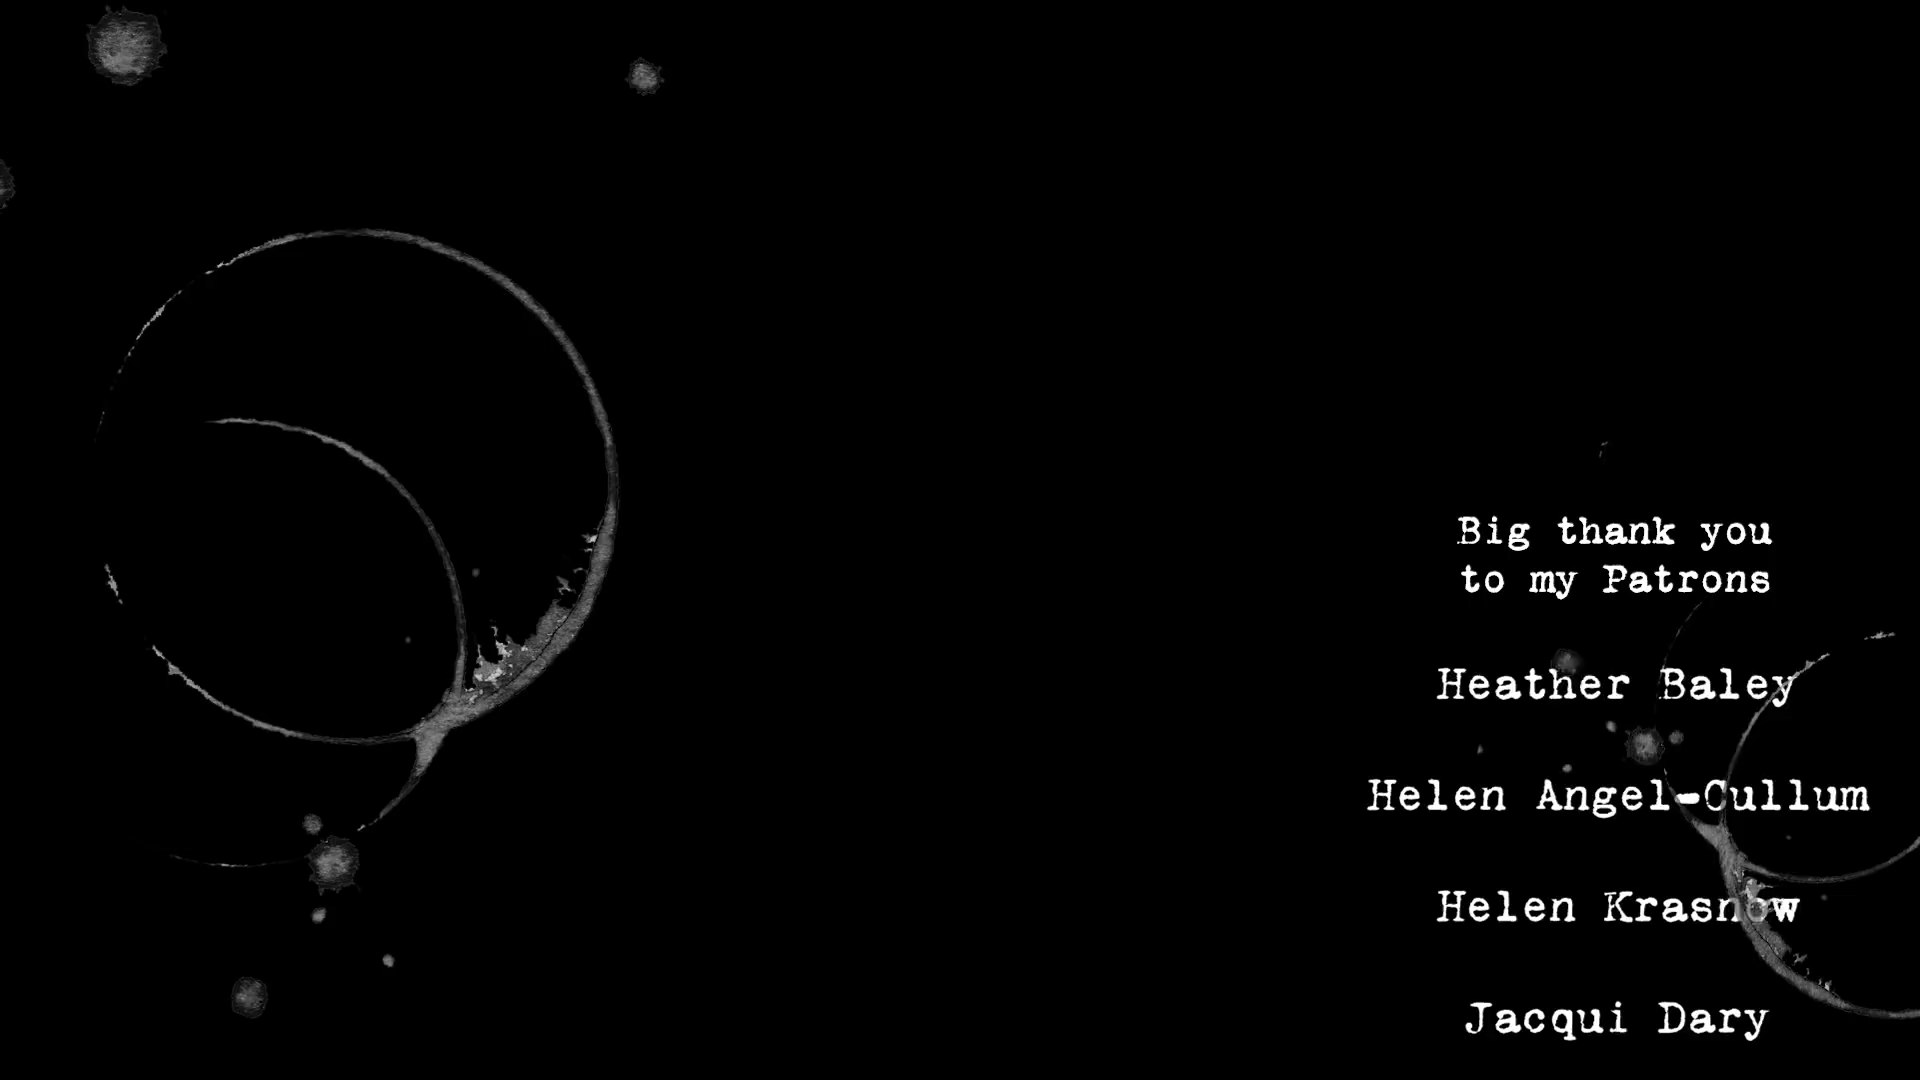 Big thank you
to my Patrons
Heather Baley
Helen Angel-Cullum
Helen Krasnow
Jacqui Dary